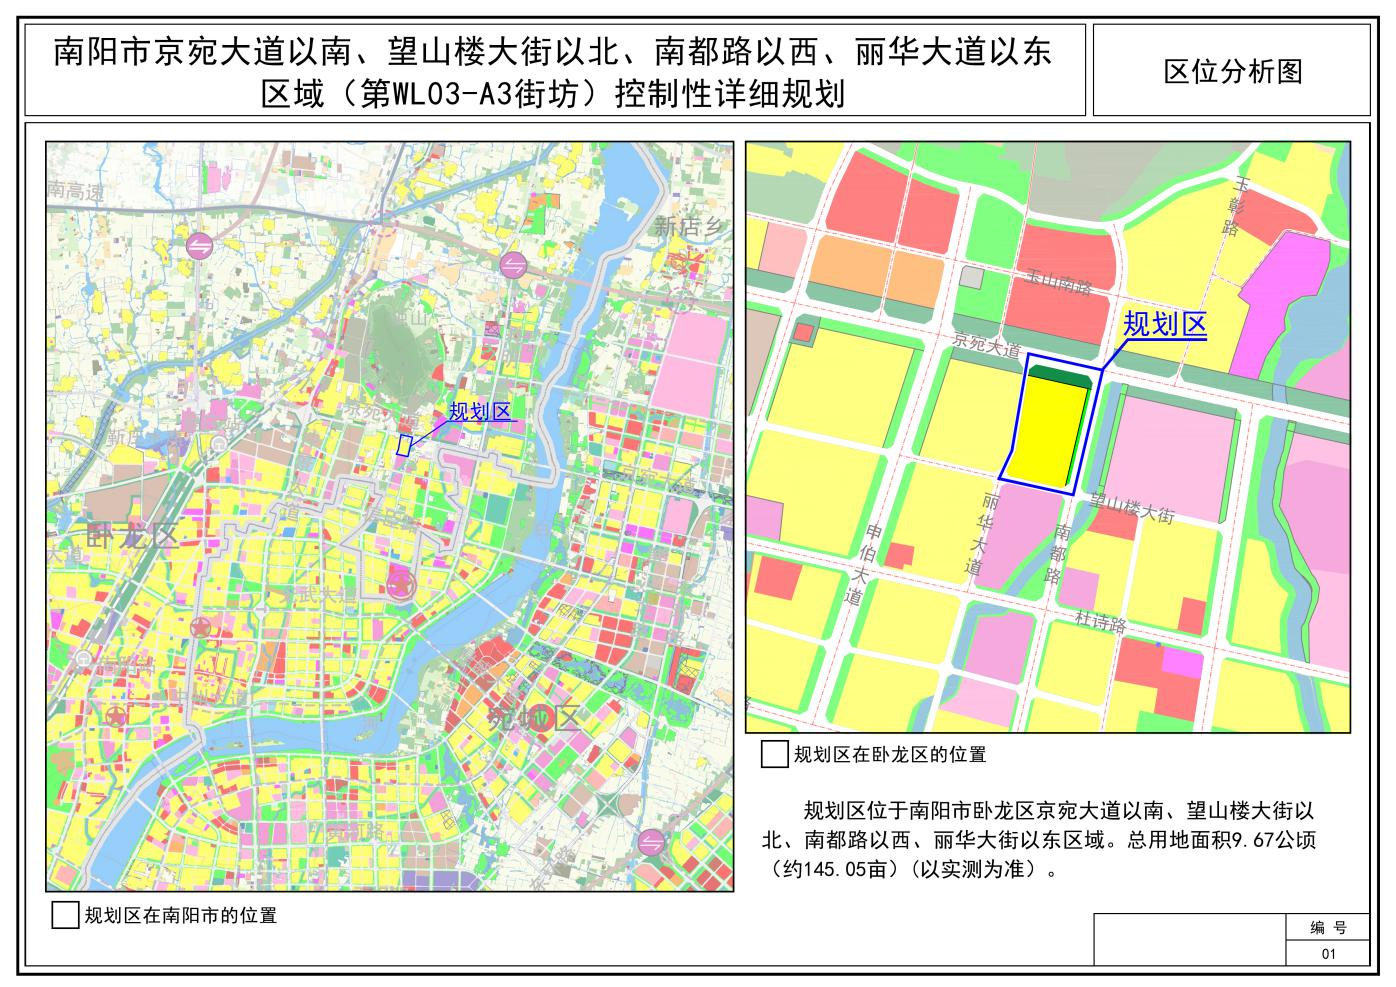 南阳市京宛大道以南、望山楼大街以北、南都路以西、丽华大道以东
区域（第WL03-A3街坊）控制性详细规划
区位分析图
南高速
新店乡
规划区
卧龙区
宛城区
规划区在南阳市的位置
玉彰路
玉山南路
规划区
京宛大道
望山楼大街
丽华大道
南都路
申伯大道
杜诗路
规划区在卧龙区的位置
规划区位于南阳市卧龙区京宛大道以南、望山楼大街以
北、南都路以西、丽华大街以东区域。总用地面积9.67公顷
（约145.05亩）(以实测为准）。
编 号
01